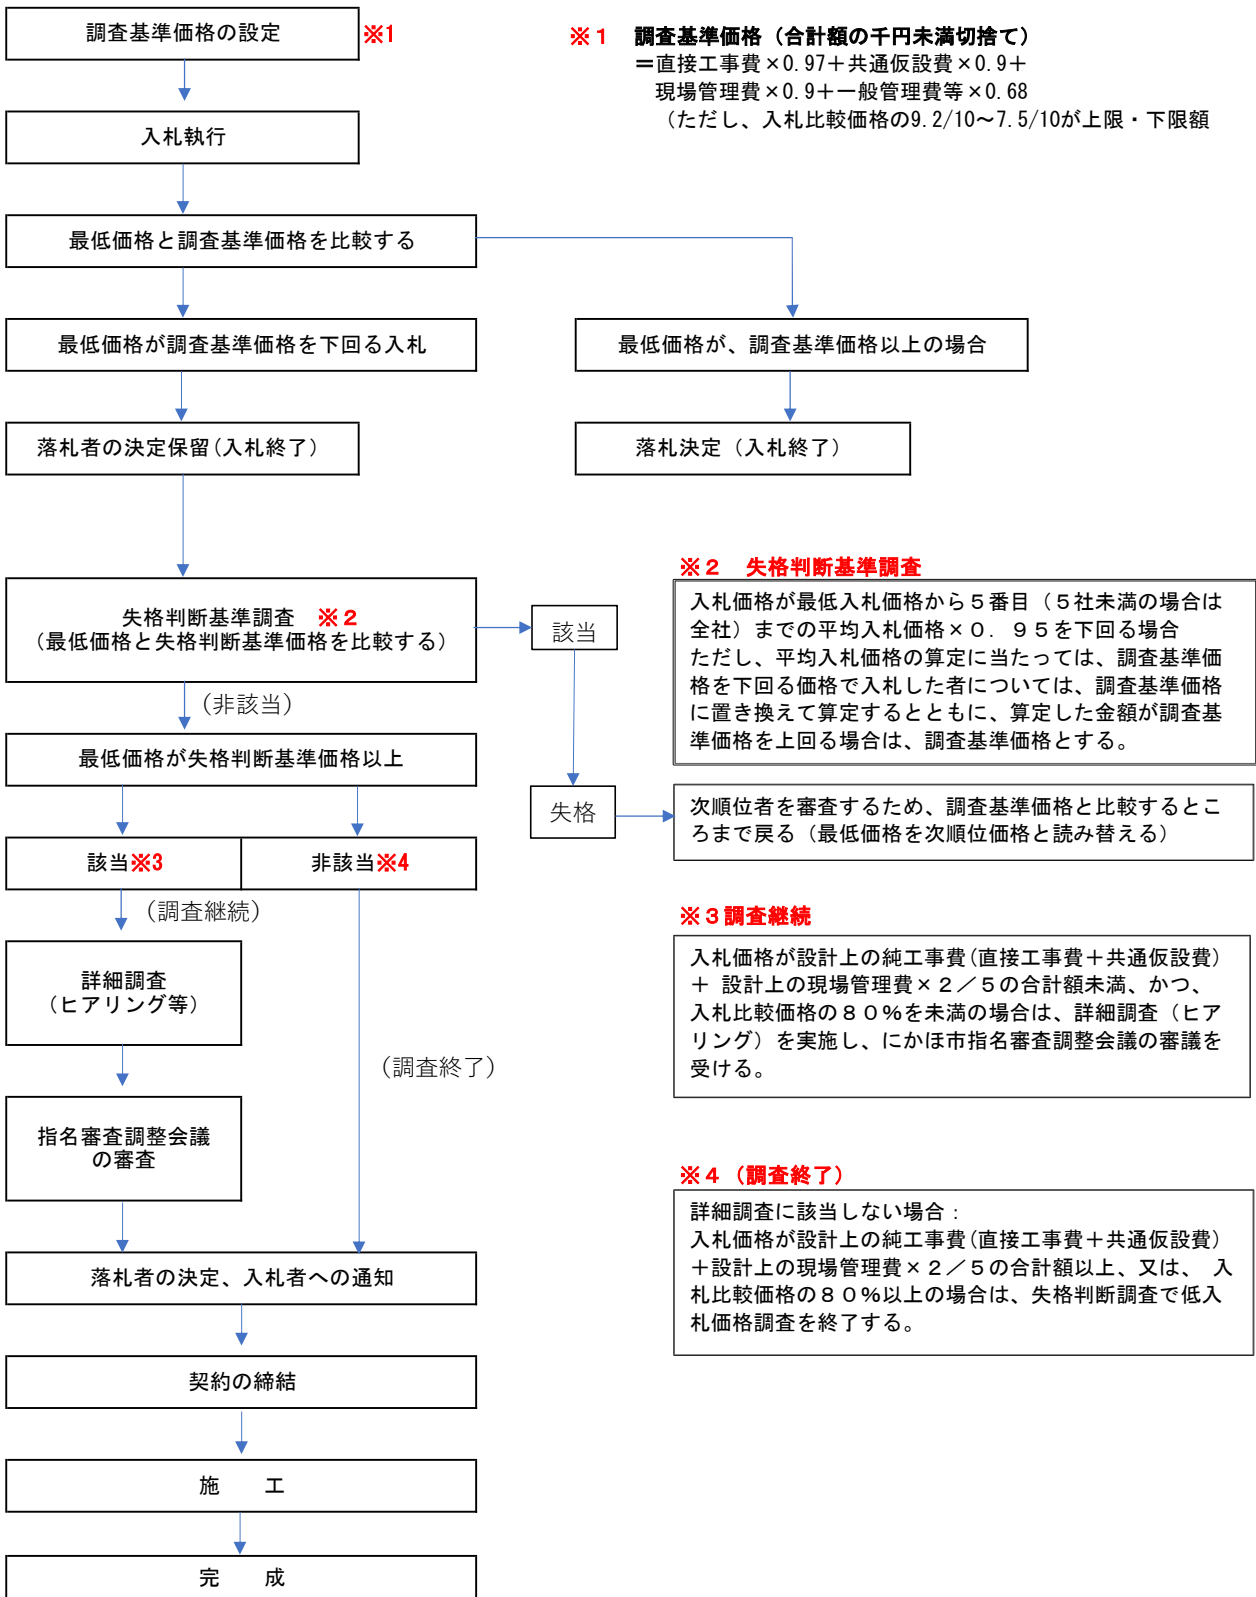 調査基準価格の設定
※1
※１　調査基準価格（合計額の千円未満切捨て）
＝直接工事費×0.97＋共通仮設費×0.9＋
現場管理費×0.9＋一般管理費等×0.68
（ただし、入札比較価格の9.2/10～7.5/10が上限・下限額
入札執行
最低価格と調査基準価格を比較する
最低価格が調査基準価格を下回る入札
最低価格が、調査基準価格以上の場合
落札者の決定保留(入札終了）
落札決定（入札終了）
失格判断基準調査　※２
（最低価格と失格判断基準価格を比較する）
該当
失格
(非該当）
※２　失格判断基準調査
入札価格が最低入札価格から５番目（５社未満の場合は
全社）までの平均入札価格×０．９５を下回る場合
ただし、平均入札価格の算定に当たっては、調査基準価
格を下回る価格で入札した者については、調査基準価格
に置き換えて算定するとともに、算定した金額が調査基
準価格を上回る場合は、調査基準価格とする。
最低価格が失格判断基準価格以上
次順位者を審査するため、調査基準価格と比較するとこ
ろまで戻る（最低価格を次順位価格と読み替える）
該当※3
非該当※4
（調査継続）
※３調査継続
入札価格が設計上の純工事費(直接工事費＋共通仮設費)
＋ 設計上の現場管理費×２／５の合計額未満、かつ、
入札比較価格の８０％を未満の場合は、詳細調査（ヒア
リング）を実施し、にかほ市指名審査調整会議の審議を
受ける。
詳細調査
（ヒアリング等）
（調査終了）
指名審査調整会議
の審査
※４（調査終了）
詳細調査に該当しない場合：
入札価格が設計上の純工事費(直接工事費＋共通仮設費)
＋設計上の現場管理費×２／５の合計額以上、又は、 入
札比較価格の８０％以上の場合は、失格判断調査で低入
札価格調査を終了する。
落札者の決定、入札者への通知
契約の締結
施　　工
完　　成